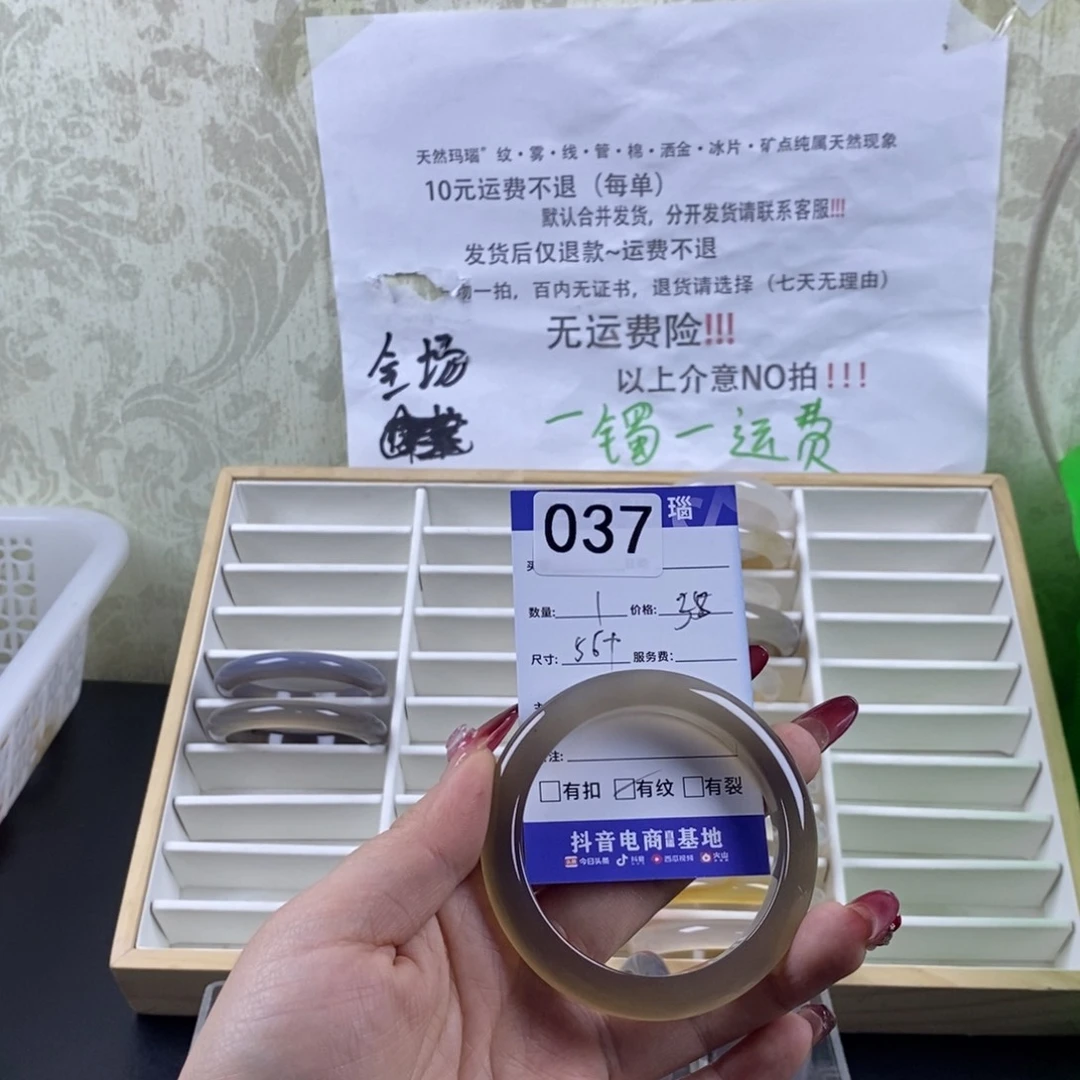 天然玛瑙”纹·雾·线·管·棉·洒金·冰片·矿点纯属天然现象
10元运费不退（每单）
默认合并发货，分开发货请联系客服!!!
发货后仅退款~运费不退
一拍，百内无证书，退货请选择（七天无理由）
无运费险!!!
以上介意NO拍!!!
全场
一镯一运费
瑙
037
数量: 1 价格: 38
尺寸: 56+ 服务费:
注:
有扣 有纹 有裂
抖音电商直播基地
今日头条 抖音 西瓜视频 火山